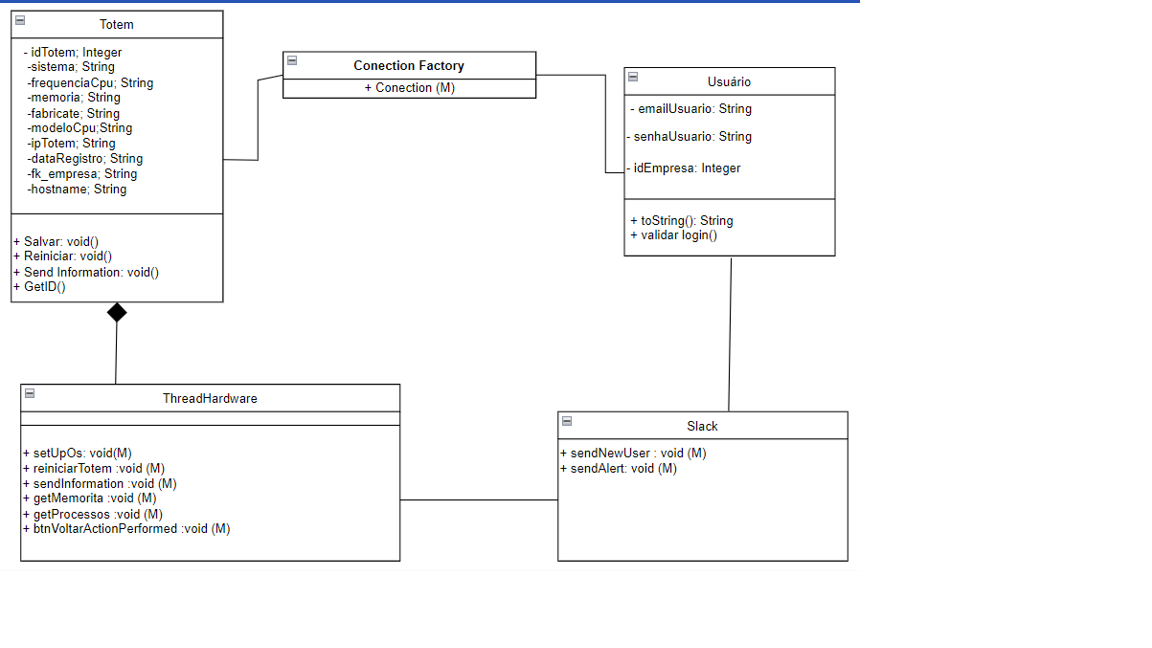 Totem
- idTotem; Integer
-sistema; String
-frequenciaCpu; String
-memoria; String
-fabricate; String
-modeloCpu;String
-ipTotem; String
-dataRegistro; String
-fk_empresa; String
-hostname; String
+ Salvar: void()
+ Reiniciar: void()
+ Send Information: void()
+ GetID()
Conection Factory
+ Conection (M)
Usuário
- emailUsuario: String
- senhaUsuario: String
- idEmpresa: Integer
+ toString(): String
+ validar login()
ThreadHardware
+ setUpOs: void(M)
+ reiniciarTotem :void (M)
+ sendInformation :void (M)
+ getMemorita :void (M)
+ getProcessos :void (M)
+ btnVoltarActionPerformed :void (M)
Slack
+ sendNewUser : void (M)
+ sendAlert: void (M)